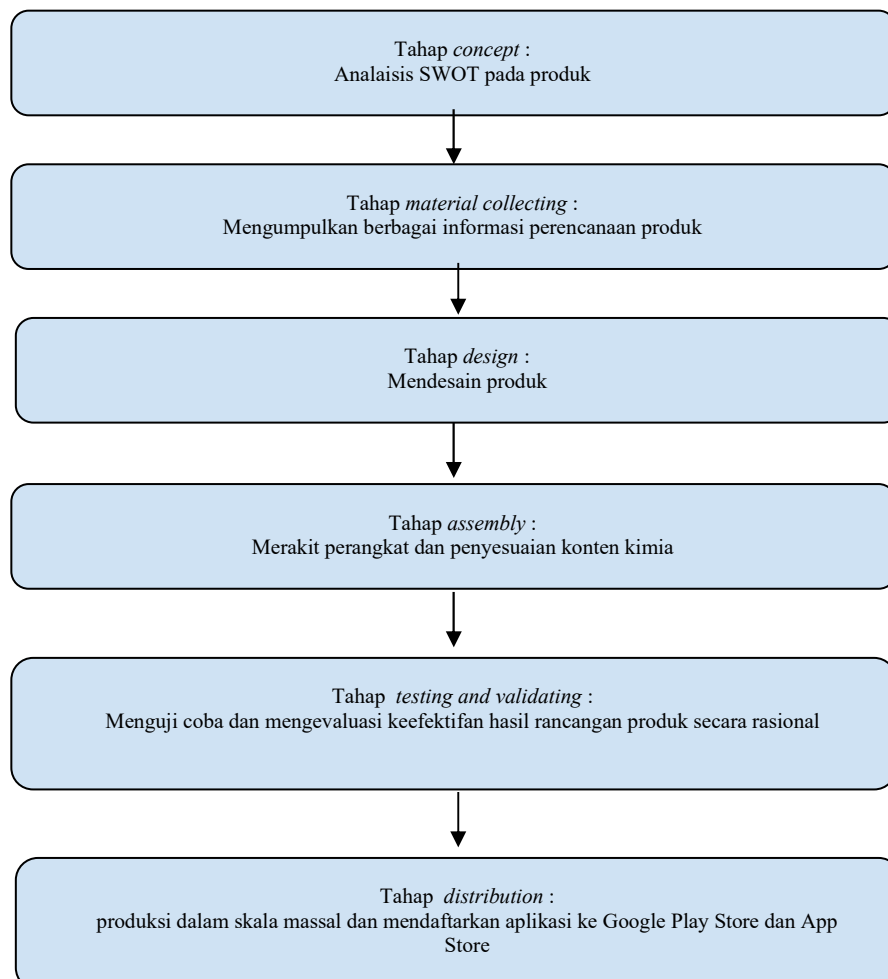 Tahap concept :
Analaisis SWOT pada produk
Tahap material collecting :
Mengumpulkan berbagai informasi perencanaan produk
Tahap design :
Mendesain produk
Tahap assembly :
Merakit perangkat dan penyesuaian konten kimia
Tahap testing and validating :
Menguji coba dan mengevaluasi keefektifan hasil rancangan produk secara rasional
Tahap distribution :
produksi dalam skala massal dan mendaftarkan aplikasi ke Google Play Store dan App
Store